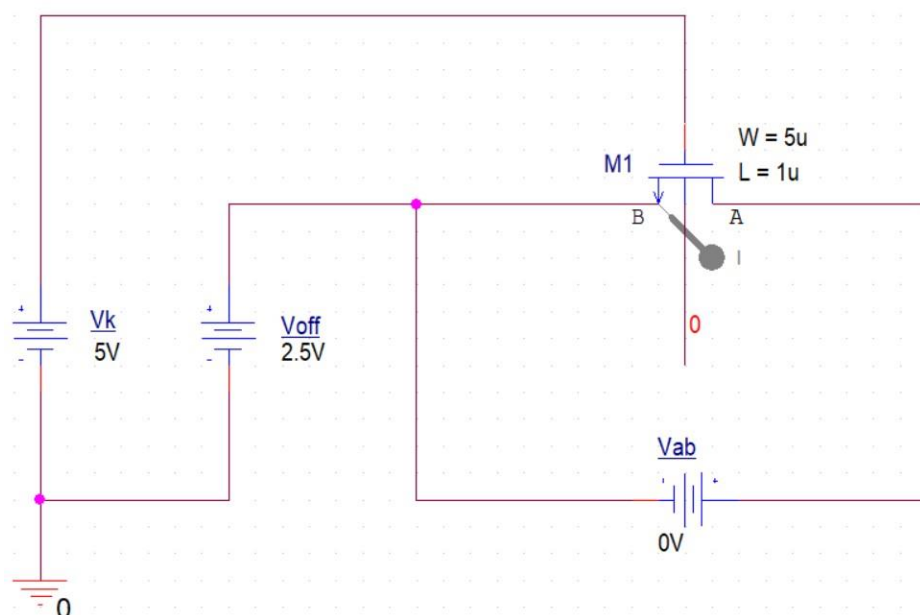 W = 5u
M1
L = 1u
B
A
I
+
Vk
5V
-
+
Voff
2.5V
-
0
Vab
+
0V
0